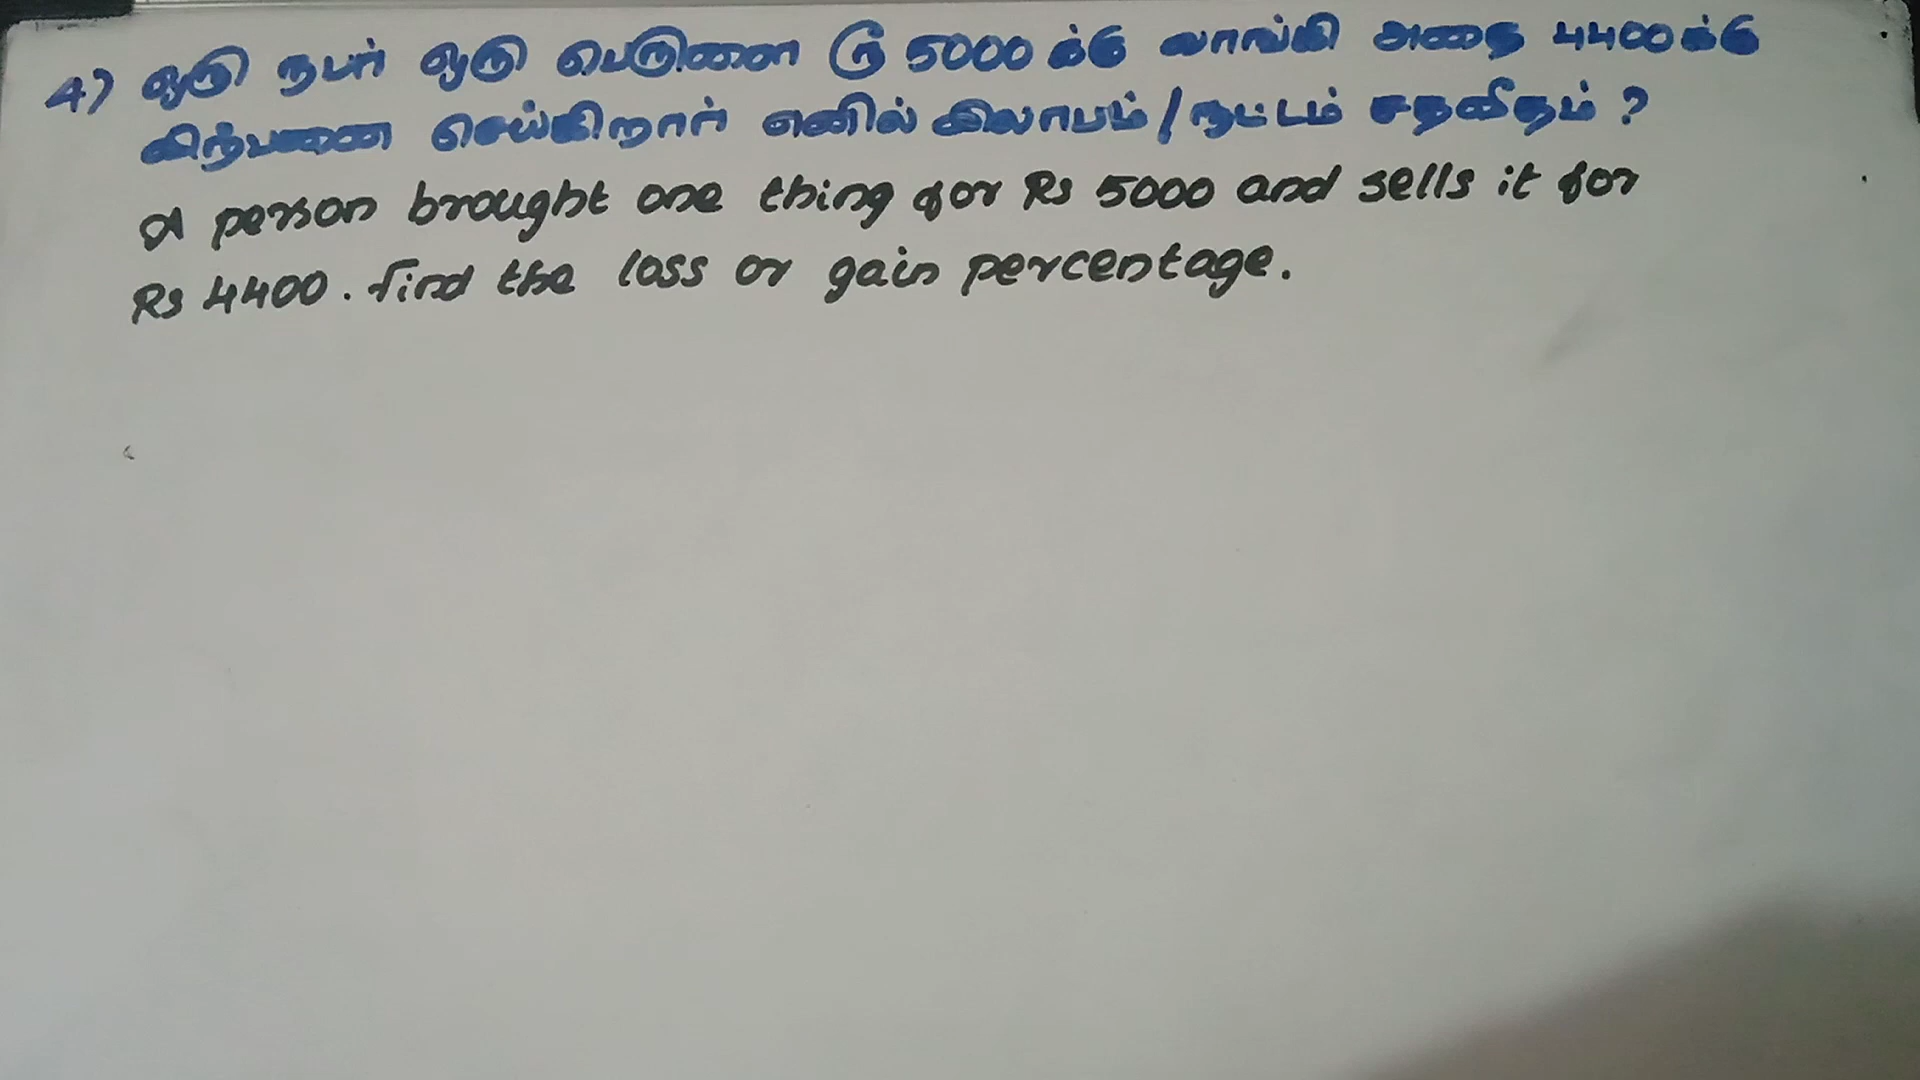 4) ஒரு நபர் ஒரு பெருளை ரூ 5000 க்கு வாங்கி அதை 4400க்கு
விற்பனை செய்கிறார் எனில் இலாபம் / நட்டம் சதவீதம் ?
A person brought one thing for Rs 5000 and sells it for
Rs 4400. Find the loss or gain percentage.